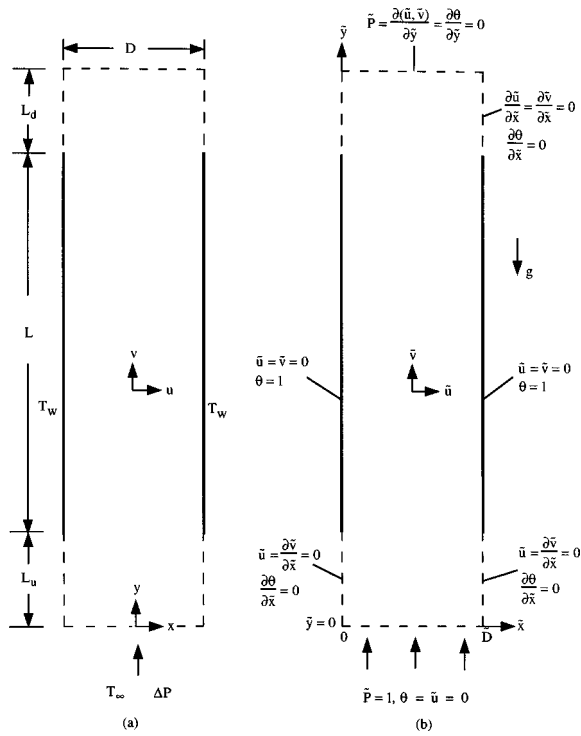 D
L_d
L
T_W
v
u
T_W
L_u
y
x
T_∞ ΔP
(a)
ỹ
P̃ = ∂(ũ, ṽ)/∂ỹ = ∂θ/∂ỹ = 0
∂ũ/∂x̃ = ∂ṽ/∂x̃ = 0
∂θ/∂x̃ = 0
g
ṽ
ũ
ũ = ṽ = 0
θ = 1
ũ = ṽ = 0
θ = 1
ũ = ∂ṽ/∂x̃ = 0
∂θ/∂x̃ = 0
ũ = ∂ṽ/∂x̃ = 0
∂θ/∂x̃ = 0
ỹ = 0
0
D̃
x̃
P̃ = 1, θ = ũ = 0
(b)